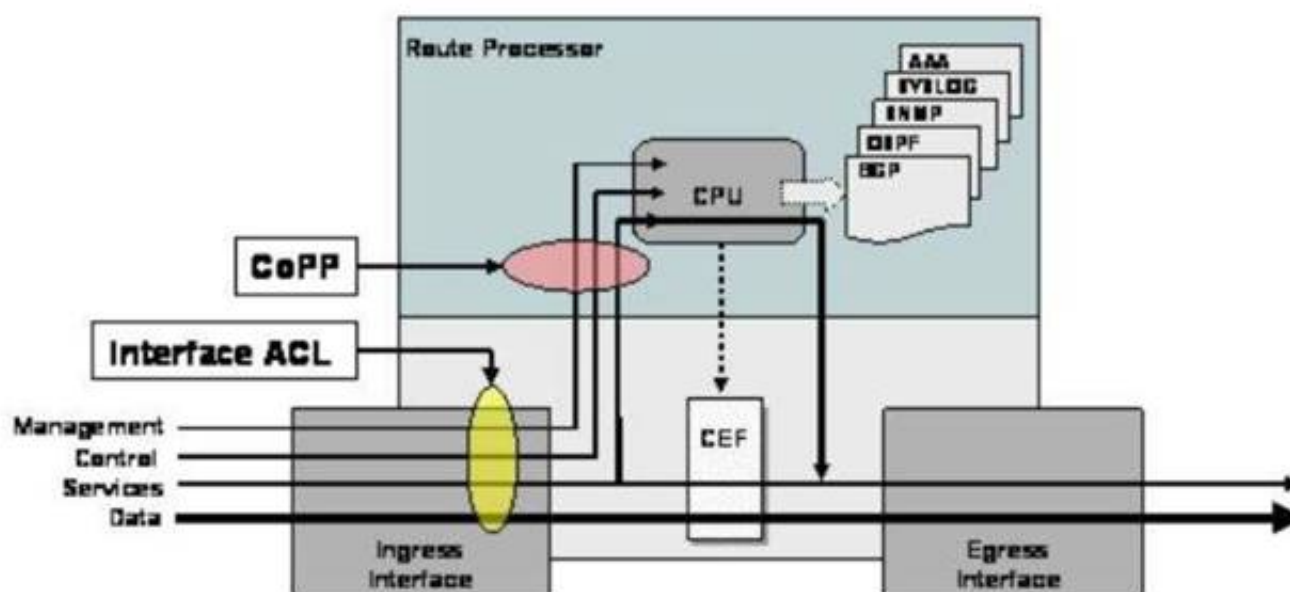 Route Processor
AAA
SYSLOG
SNMP
OSPF
BGP
CPU
CoPP
Interface ACL
Management
Control
Services
Data
CEF
Ingress
Interface
Egress
Interface